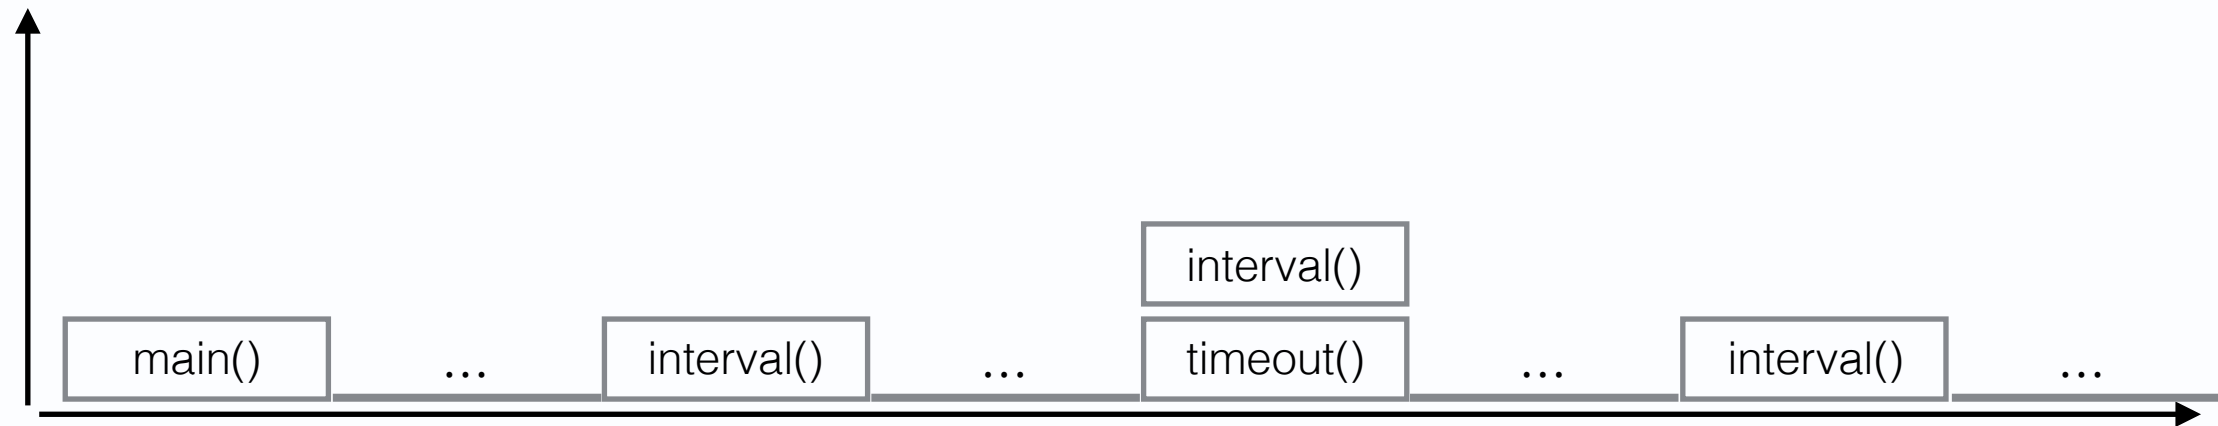 interval()
main()
...
interval()
...
timeout()
...
interval()
...